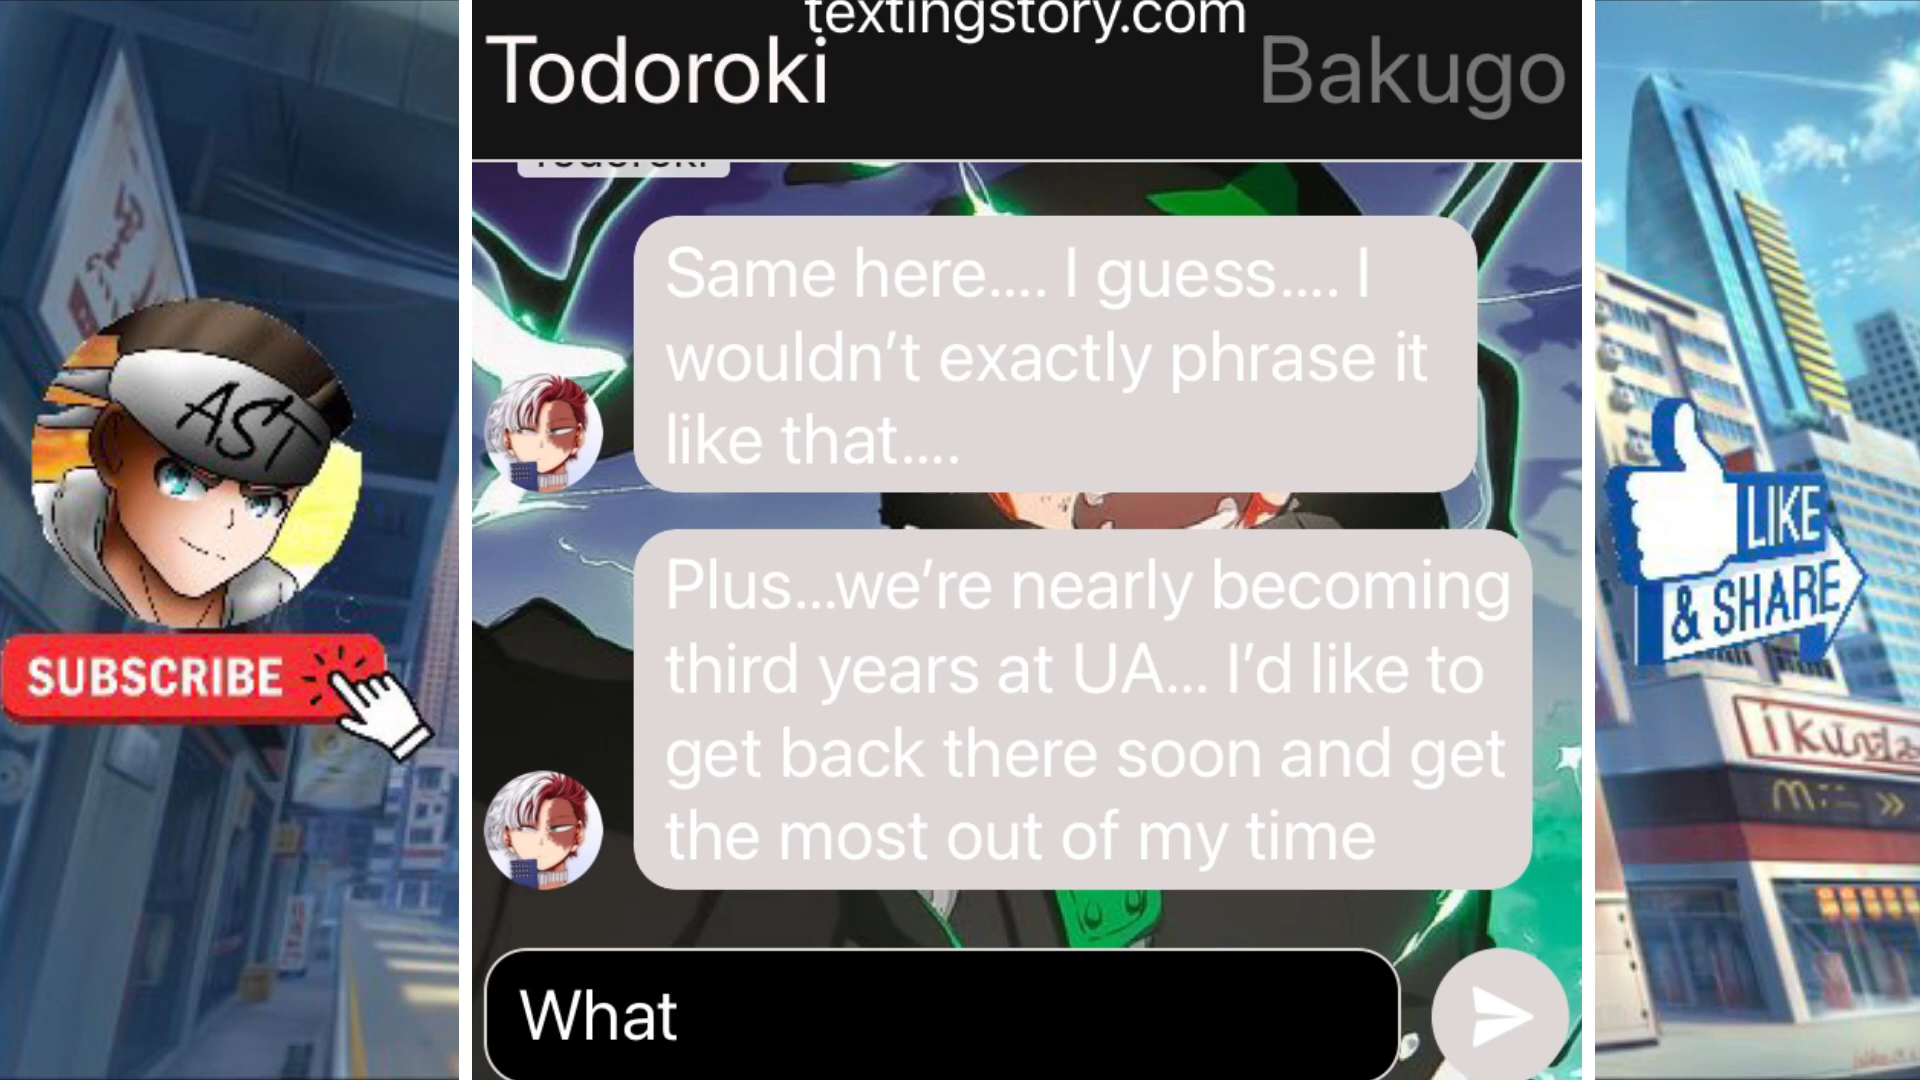 textingstory.com
Todoroki
Bakugo
Todoroki
Same here.... I guess.... I
wouldn't exactly phrase it
like that....
Plus...we're nearly becoming
third years at UA... I'd like to
get back there soon and get
the most out of my time
What
AST
SUBSCRIBE
LIKE
& SHARE